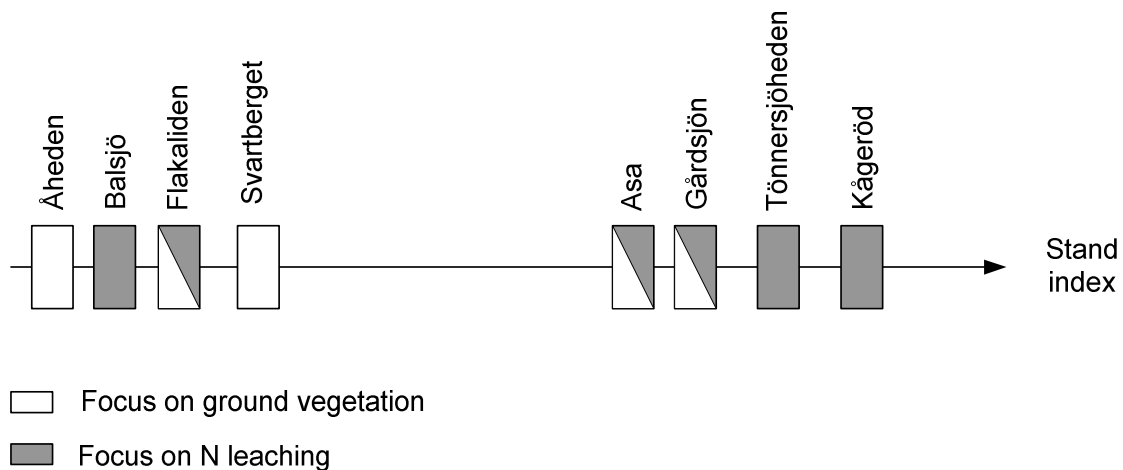 Åheden
Balsjö
Flakaliden
Svartberget
Asa
Gårdsjön
Tönnersjöheden
Kågeröd
Stand
index
Focus on ground vegetation
Focus on N leaching